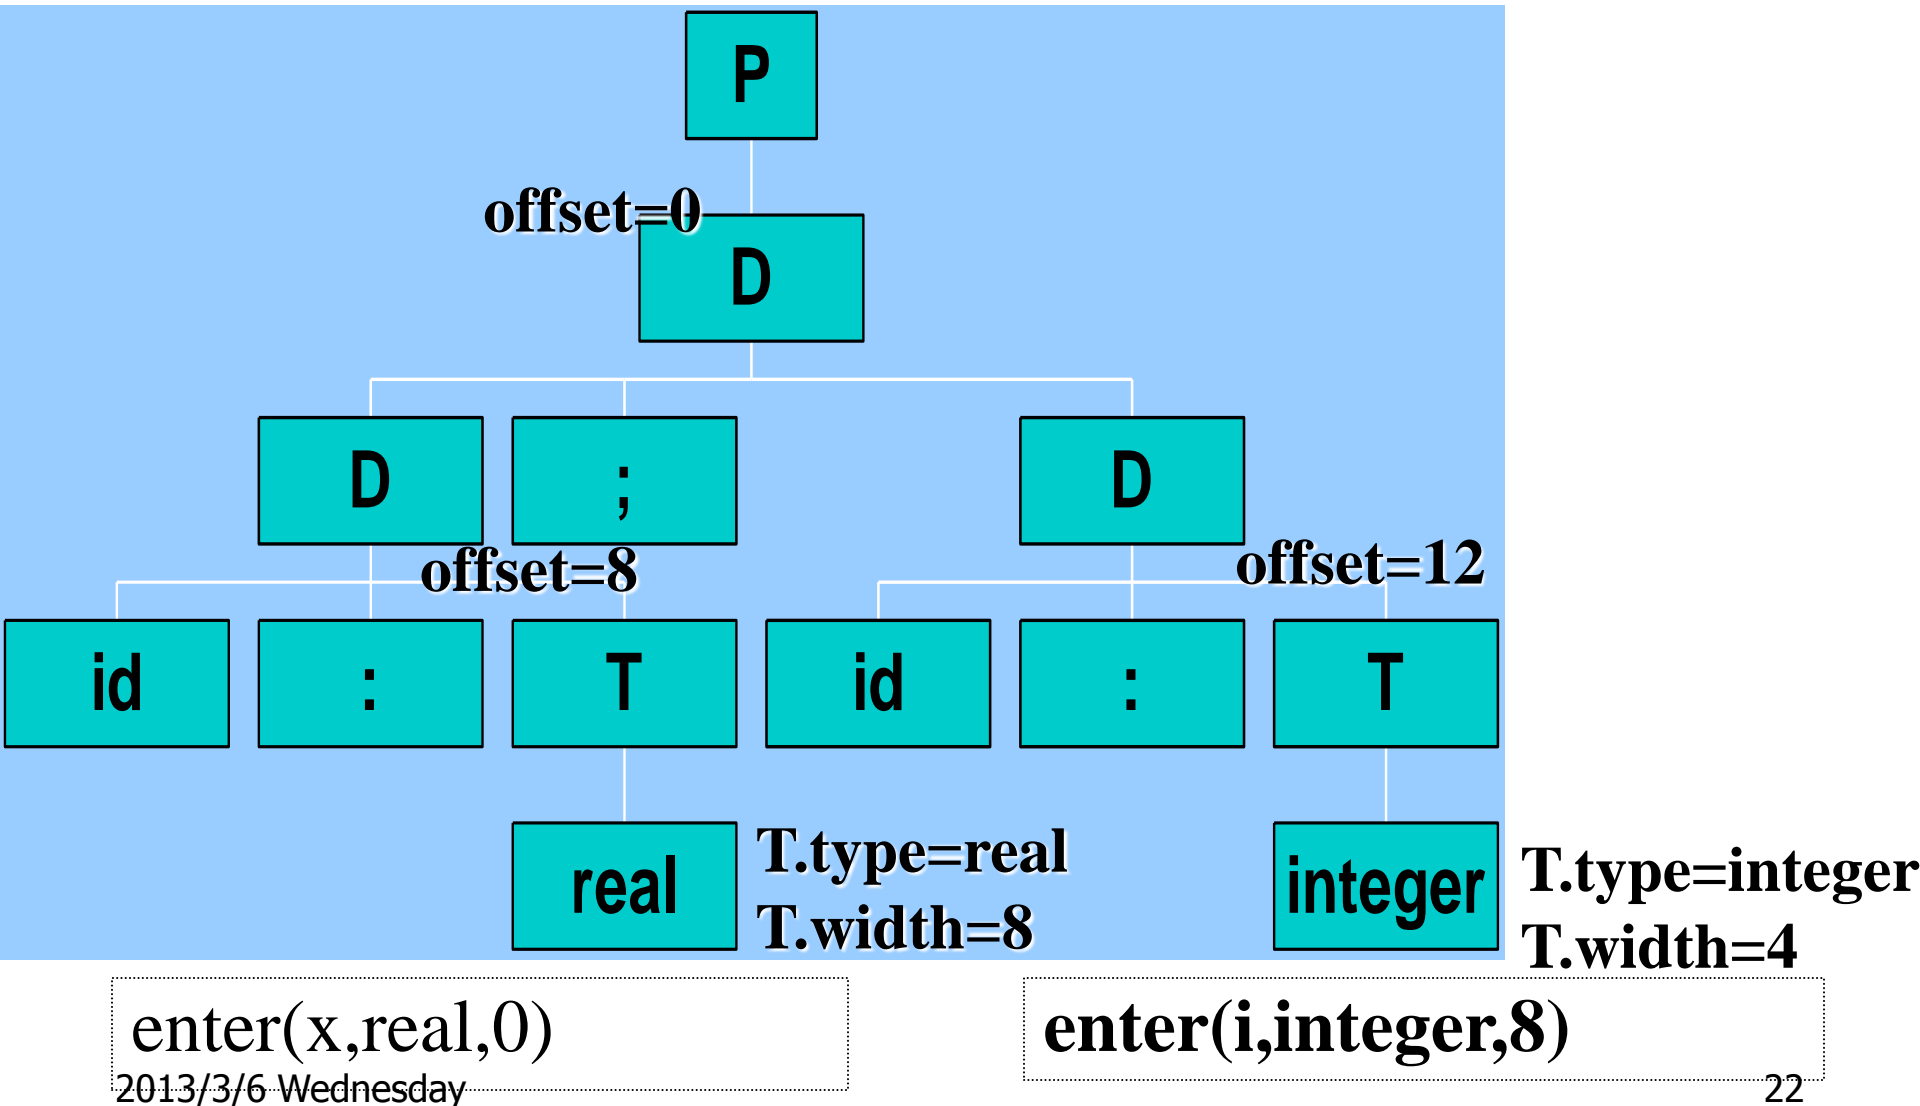 P
offset=0
D
D ; D
offset=8 offset=12
id : T id : T
real T.type=real integer T.type=integer
T.width=8 T.width=4
enter(x,real,0) enter(i,integer,8)
2013/3/6 Wednesday 22